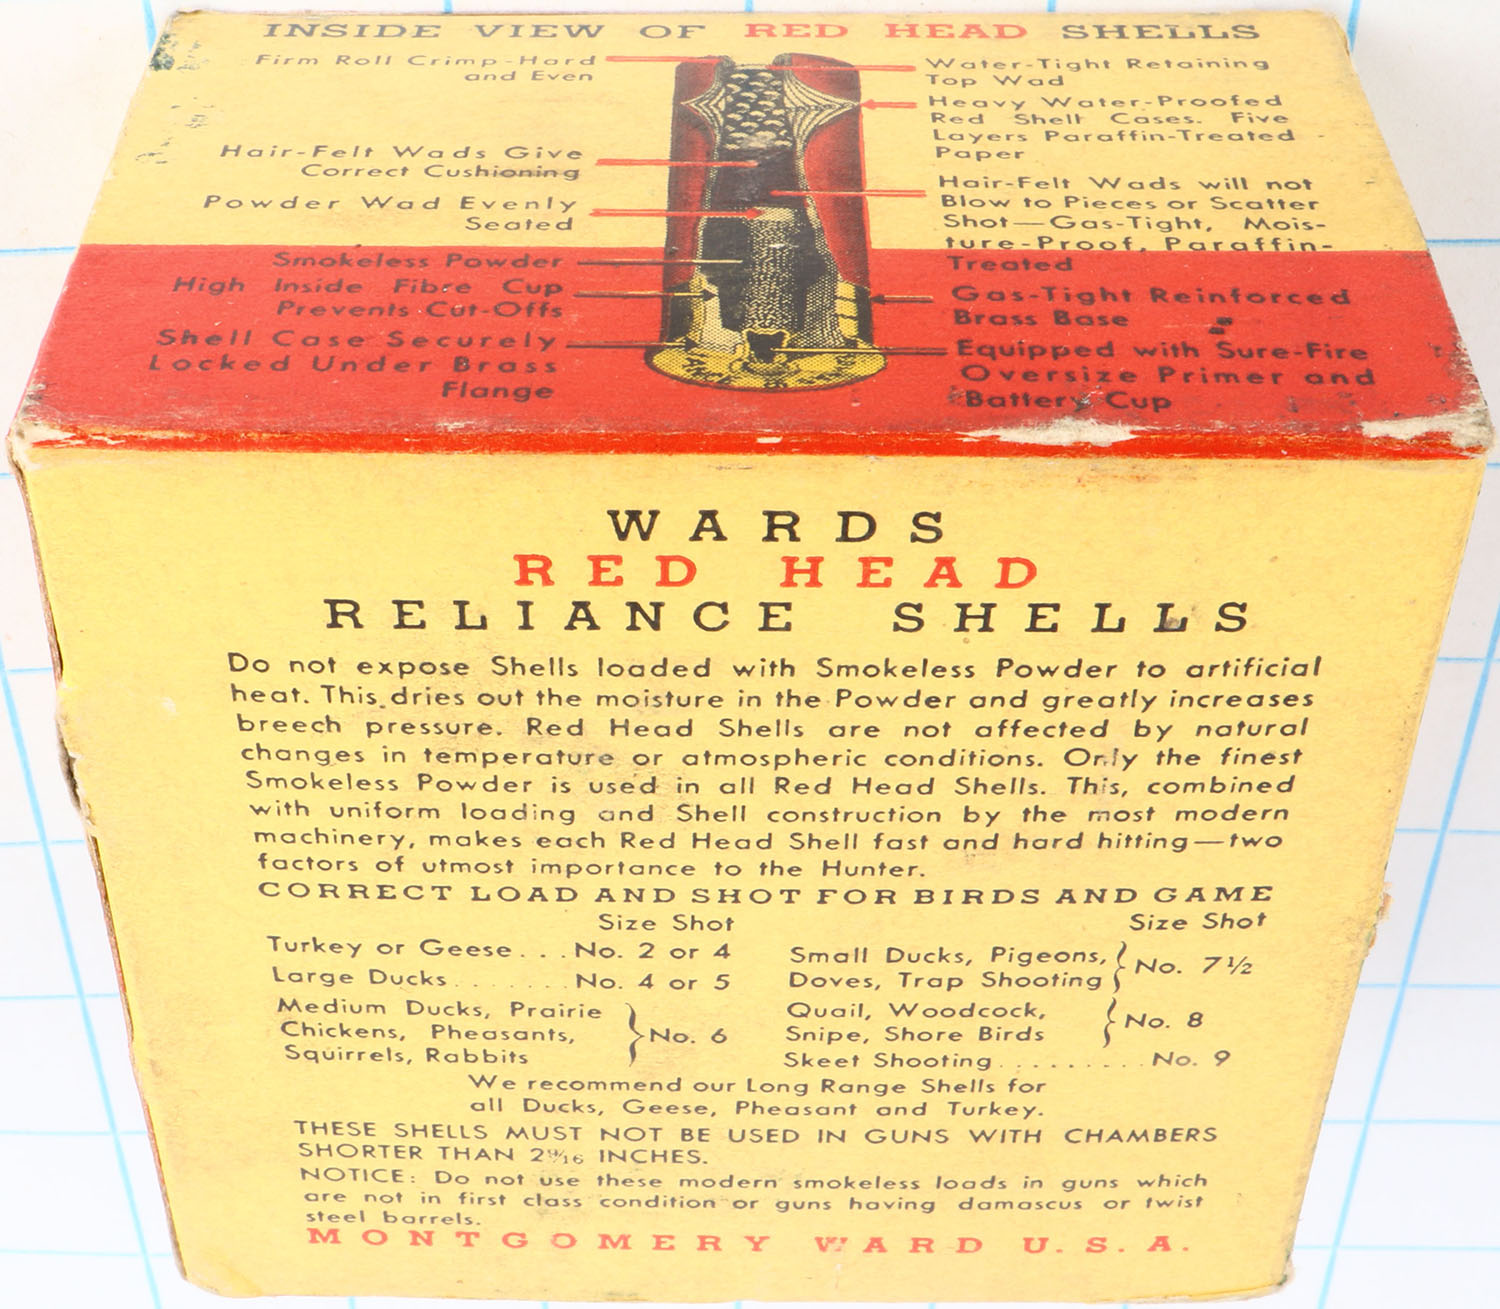 INSIDE VIEW OF RED HEAD SHELLS
Firm Roll Crimp-Hard
and Even
Hair-Felt Wads Give
Correct Cushioning
Powder Wad Evenly
Seated
Smokeless Powder
High Inside Fibre Cup
Prevents Cut-Offs
Shell Case Securely
Locked Under Brass
Flange
Water-Tight Retaining
Top Wad
Heavy Water-Proofed
Red Shell Cases. Five
Layers Paraffin-Treated
Paper
Hair-Felt Wads will not
Blow to Pieces or Scatter
Shot—Gas-Tight, Mois-
ture-Proof, Paraffin-
Treated
Gas-Tight Reinforced
Brass Base
Equipped with Sure-Fire
Oversize Primer and
Battery Cup
WARDS
RED HEAD
RELIANCE SHELLS
Do not expose Shells loaded with Smokeless Powder to artificial
heat. This dries out the moisture in the Powder and greatly increases
breech pressure. Red Head Shells are not affected by natural
changes in temperature or atmospheric conditions. Only the finest
Smokeless Powder is used in all Red Head Shells. This, combined
with uniform loading and Shell construction by the most modern
machinery, makes each Red Head Shell fast and hard hitting—two
factors of utmost importance to the Hunter.
CORRECT LOAD AND SHOT FOR BIRDS AND GAME
Size Shot
Turkey or Geese... No. 2 or 4
Large Ducks....... No. 4 or 5
Medium Ducks, Prairie
Chickens, Pheasants, } No. 6
Squirrels, Rabbits
Size Shot
Small Ducks, Pigeons,
Doves, Trap Shooting } No. 7½
Quail, Woodcock,
Snipe, Shore Birds { No. 8
Skeet Shooting.......... No. 9
We recommend our Long Range Shells for
all Ducks, Geese, Pheasant and Turkey.
THESE SHELLS MUST NOT BE USED IN GUNS WITH CHAMBERS
SHORTER THAN 2 9/16 INCHES.
NOTICE: Do not use these modern smokeless loads in guns which
are not in first class condition or guns having damascus or twist
steel barrels.
MONTGOMERY WARD U.S.A.